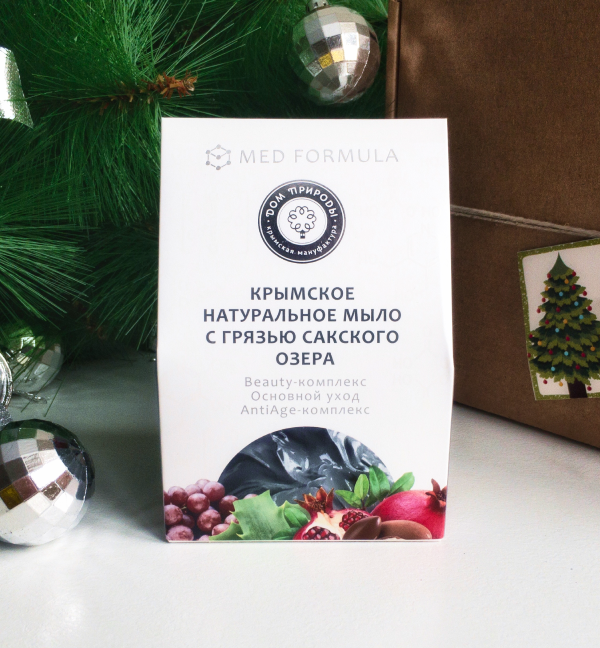 MED FORMULA
ДОМ ПРИРОДЫ
крымская мануфактура
КРЫМСКОЕ
НАТУРАЛЬНОЕ МЫЛО
С ГРЯЗЬЮ САКСКОГО
ОЗЕРА
Beauty-комплекс
Основной уход
AntiAge-комплекс